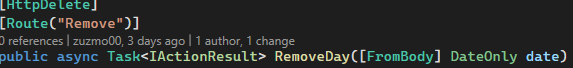 [HttpDelete]
[Route("Remove")]
0 references | zuzmo00, 3 days ago | 1 author, 1 change
public async Task<IActionResult> RemoveDay([FromBody] DateOnly date)